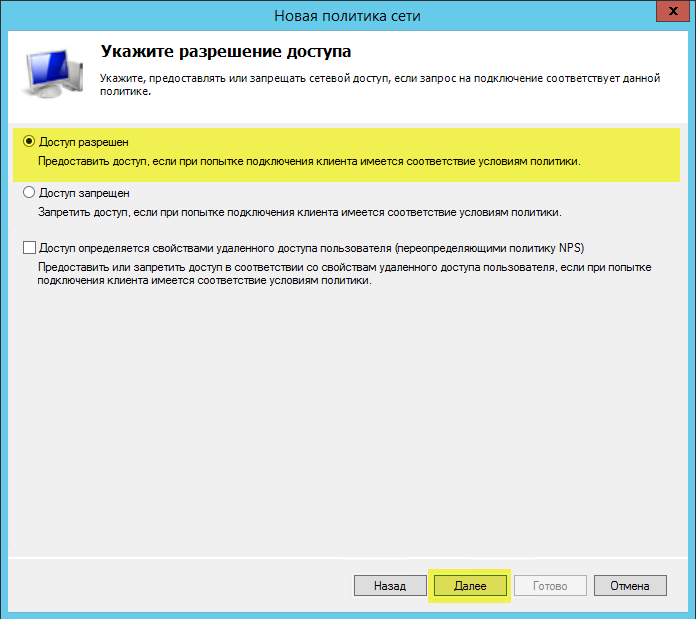 Новая политика сети
x
Укажите разрешение доступа
Укажите, предоставлять или запрещать сетевой доступ, если запрос на подключение соответствует данной
политике.
Доступ разрешен
Предоставить доступ, если при попытке подключения клиента имеется соответствие условиям политики.
Доступ запрещен
Запретить доступ, если при попытке подключения клиента имеется соответствие условиям политики.
Доступ определяется свойствами удаленного доступа пользователя (переопределяющими политику NPS)
Предоставить или запретить доступ в соответствии со свойствам удаленного доступа пользователя, если при попытке
подключения клиента имеется соответствие условиям политики.
Назад Далее Готово Отмена